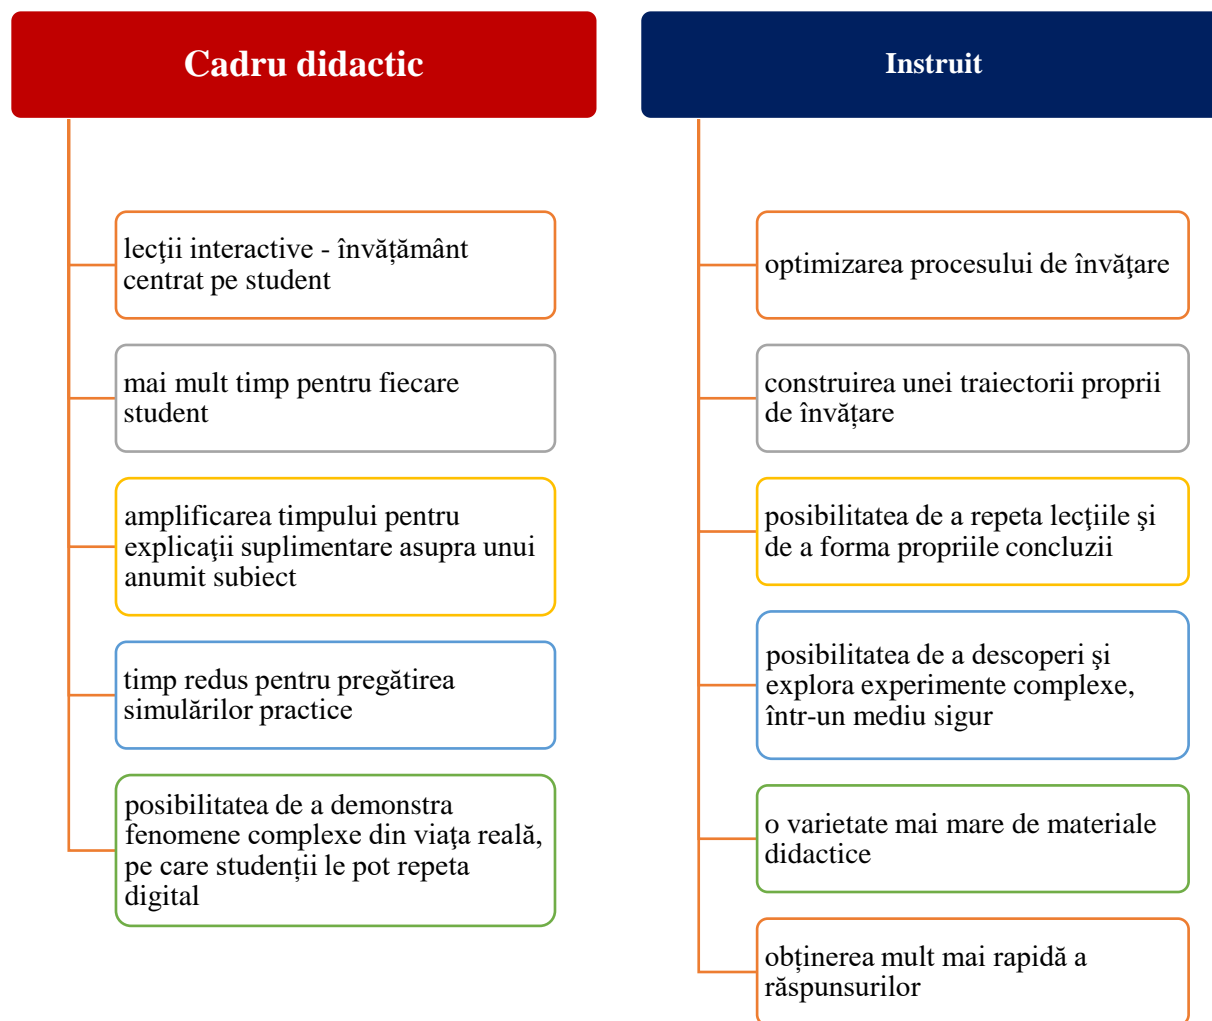 Cadru didactic
lecţii interactive - învățământ
centrat pe student
mai mult timp pentru fiecare
student
amplificarea timpului pentru
explicaţii suplimentare asupra unui
anumit subiect
timp redus pentru pregătirea
simulărilor practice
posibilitatea de a demonstra
fenomene complexe din viaţa reală,
pe care studenții le pot repeta
digital
Instruit
optimizarea procesului de învăţare
construirea unei traiectorii proprii
de învățare
posibilitatea de a repeta lecţiile şi
de a forma propriile concluzii
posibilitatea de a descoperi şi
explora experimente complexe,
într-un mediu sigur
o varietate mai mare de materiale
didactice
obținerea mult mai rapidă a
răspunsurilor